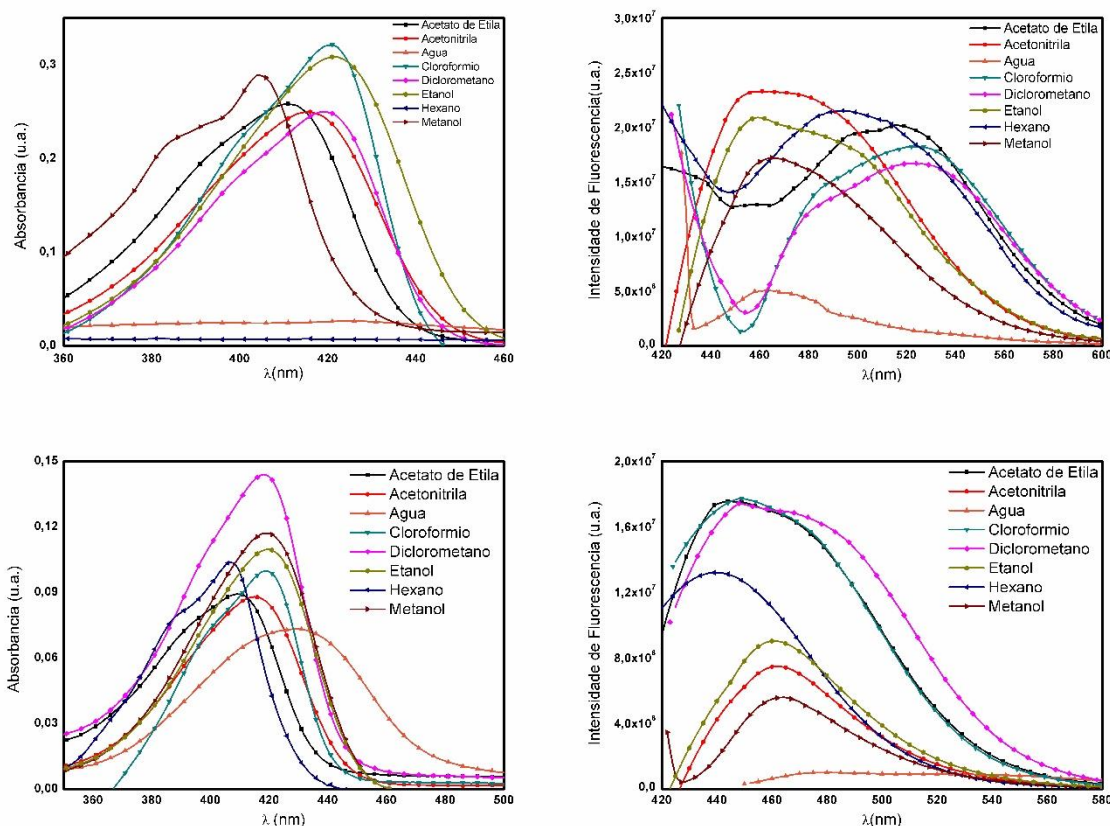 Absorbancia (u.a.)
0,3
0,2
0,1
0,0
360 380 400 420 440 460
λ(nm)
Acetato de Etila
Acetonitrila
Agua
Cloroformio
Diclorometano
Etanol
Hexano
Metanol
Intensidade de Fluorescencia(u.a.)
3,0x10⁷
2,5x10⁷
2,0x10⁷
1,5x10⁷
1,0x10⁷
5,0x10⁶
0,0
420 440 460 480 500 520 540 560 580 600
λ(nm)
Acetato de Etila
Acetonitrila
Agua
Cloroformio
Diclorometano
Etanol
Hexano
Metanol
Absorbancia (u.a.)
0,15
0,12
0,09
0,06
0,03
0,00
360 380 400 420 440 460 480 500
λ (nm)
Acetato de Etila
Acetonitrila
Agua
Cloroformio
Diclorometano
Etanol
Hexano
Metanol
Intensidade de Fluorescencia (u.a.)
2,0x10⁷
1,6x10⁷
1,2x10⁷
8,0x10⁶
4,0x10⁶
0,0
420 440 460 480 500 520 540 560 580
λ(nm)
Acetato de Etila
Acetonitrila
Agua
Cloroformio
Diclorometano
Etanol
Hexano
Metanol